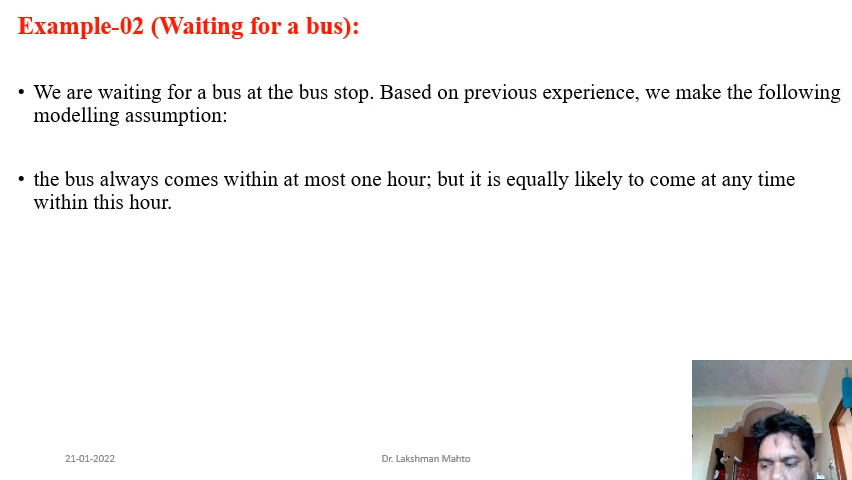 Example-02 (Waiting for a bus):
• We are waiting for a bus at the bus stop. Based on previous experience, we make the following
modelling assumption:
• the bus always comes within at most one hour; but it is equally likely to come at any time
within this hour.
21-01-2022
Dr. Lakshman Mahto